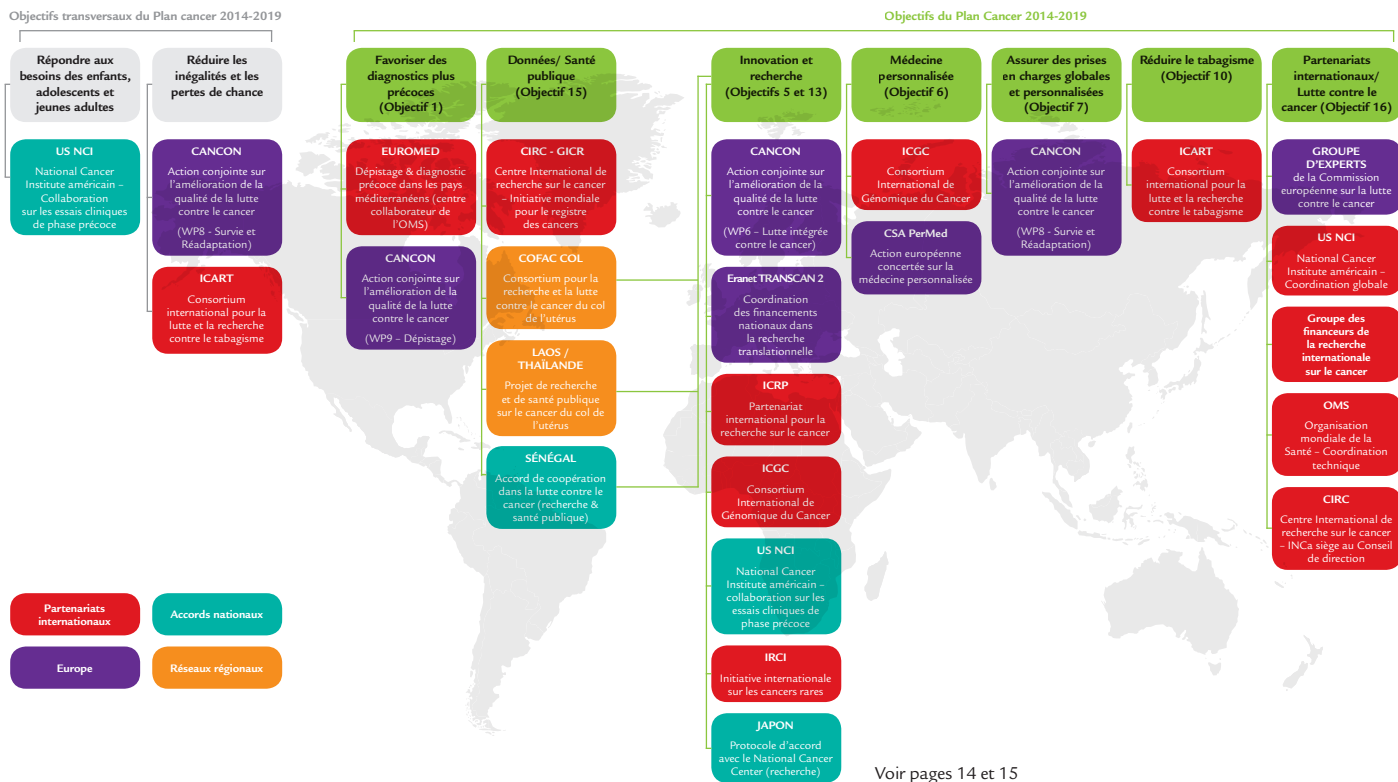 Objectifs transversaux du Plan cancer 2014-2019
Objectifs du Plan Cancer 2014-2019
Répondre aux
besoins des enfants,
adolescents et
jeunes adultes
US NCI
National Cancer
Institute américain –
Collaboration
sur les essais cliniques
de phase précoce
Réduire les
inégalités et les
pertes de chance
CANCON
Action conjointe sur
l'amélioration de la
qualité de la lutte
contre le cancer
(WP8 - Survie et
Réadaptation)
ICART
Consortium
international pour la
lutte et la recherche
contre le tabagisme
Favoriser des
diagnostics plus
précoces
(Objectif 1)
EUROMED
Dépistage & diagnostic
précoce dans les pays
méditerranéens (centre
collaborateur de
l'OMS)
CANCON
Action conjointe sur
l'amélioration de la
qualité de la lutte
contre le cancer
(WP9 – Dépistage)
Données/ Santé
publique
(Objectif 15)
CIRC - GICR
Centre International de
recherche sur le cancer
– Initiative mondiale
pour le registre
des cancers
COFAC COL
Consortium pour la
recherche et la lutte
contre le cancer du col
de l'utérus
LAOS /
THAÏLANDE
Projet de recherche
et de santé publique
sur le cancer du col de
l'utérus
SÉNÉGAL
Accord de coopération
dans la lutte contre le
cancer (recherche &
santé publique)
Innovation et
recherche
(Objectifs 5 et 13)
CANCON
Action conjointe sur
l'amélioration de la
qualité de la lutte
contre le cancer
(WP6 – Lutte intégrée
contre le cancer)
Eranet TRANSCAN 2
Coordination
des financements
nationaux dans
la recherche
translationnelle
ICRP
Partenariat
international pour la
recherche sur le cancer
ICGC
Consortium
International de
Génomique du Cancer
US NCI
National Cancer
Institute américain –
collaboration sur les
essais cliniques de
phase précoce
IRCI
Initiative internationale
sur les cancers rares
JAPON
Protocole d'accord
avec le National Cancer
Center (recherche)
Médecine
personnalisée
(Objectif 6)
ICGC
Consortium
International de
Génomique du Cancer
CSA PerMed
Action européenne
concertée sur la
médecine personnalisée
Assurer des prises
en charges globales
et personnalisées
(Objectif 7)
CANCON
Action conjointe sur
l'amélioration de la
qualité de la lutte
contre le cancer
(WP8 – Survie et
Réadaptation)
Réduire le tabagisme
(Objectif 10)
ICART
Consortium
international pour la
lutte et la recherche
contre le tabagisme
Partenariats
internationaux/
Lutte contre le
cancer (Objectif 16)
GROUPE
D'EXPERTS
de la Commission
européenne sur la lutte
contre le cancer
US NCI
National Cancer
Institute américain –
Coordination globale
Groupe des
financeurs de
la recherche
internationale
sur le cancer
OMS
Organisation
mondiale de la
Santé – Coordination
technique
CIRC
Centre International de
recherche sur le cancer
– INCa siège au Conseil
de direction
Partenariats
internationaux
Accords nationaux
Europe
Réseaux régionaux
Voir pages 14 et 15